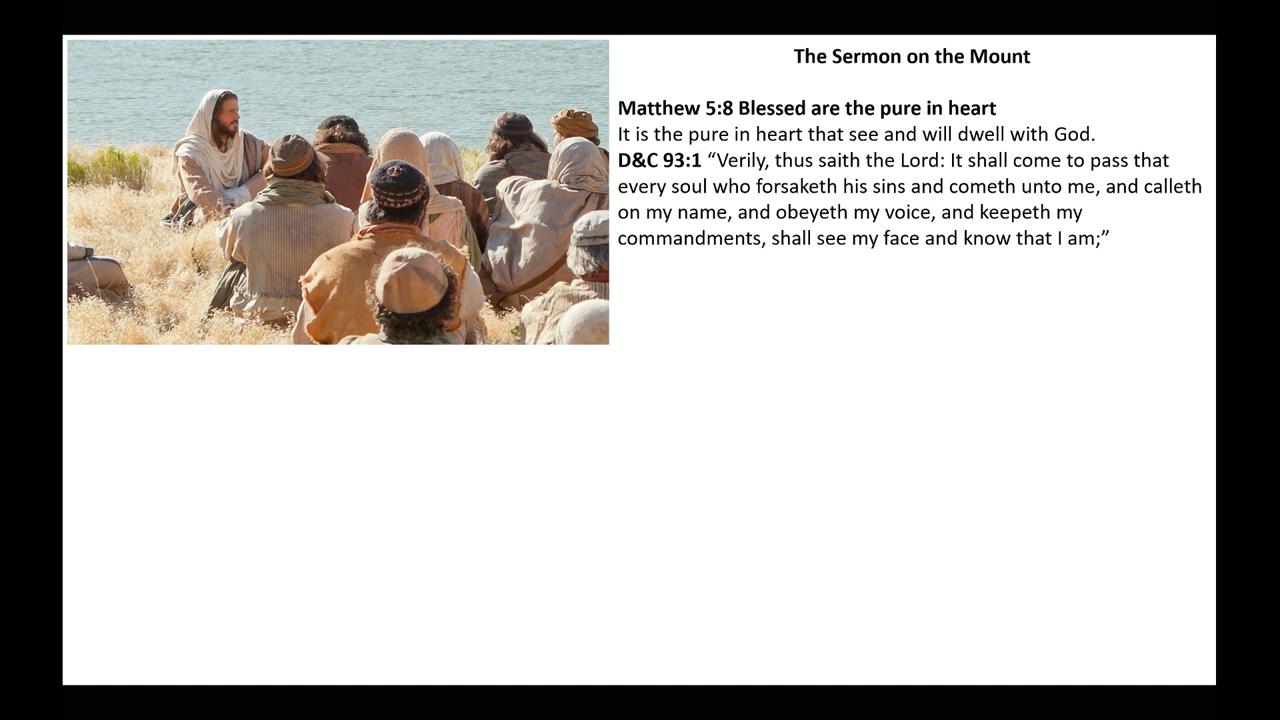 The Sermon on the Mount
Matthew 5:8 Blessed are the pure in heart
It is the pure in heart that see and will dwell with God.
D&C 93:1 “Verily, thus saith the Lord: It shall come to pass that
every soul who forsaketh his sins and cometh unto me, and calleth
on my name, and obeyeth my voice, and keepeth my
commandments, shall see my face and know that I am;”